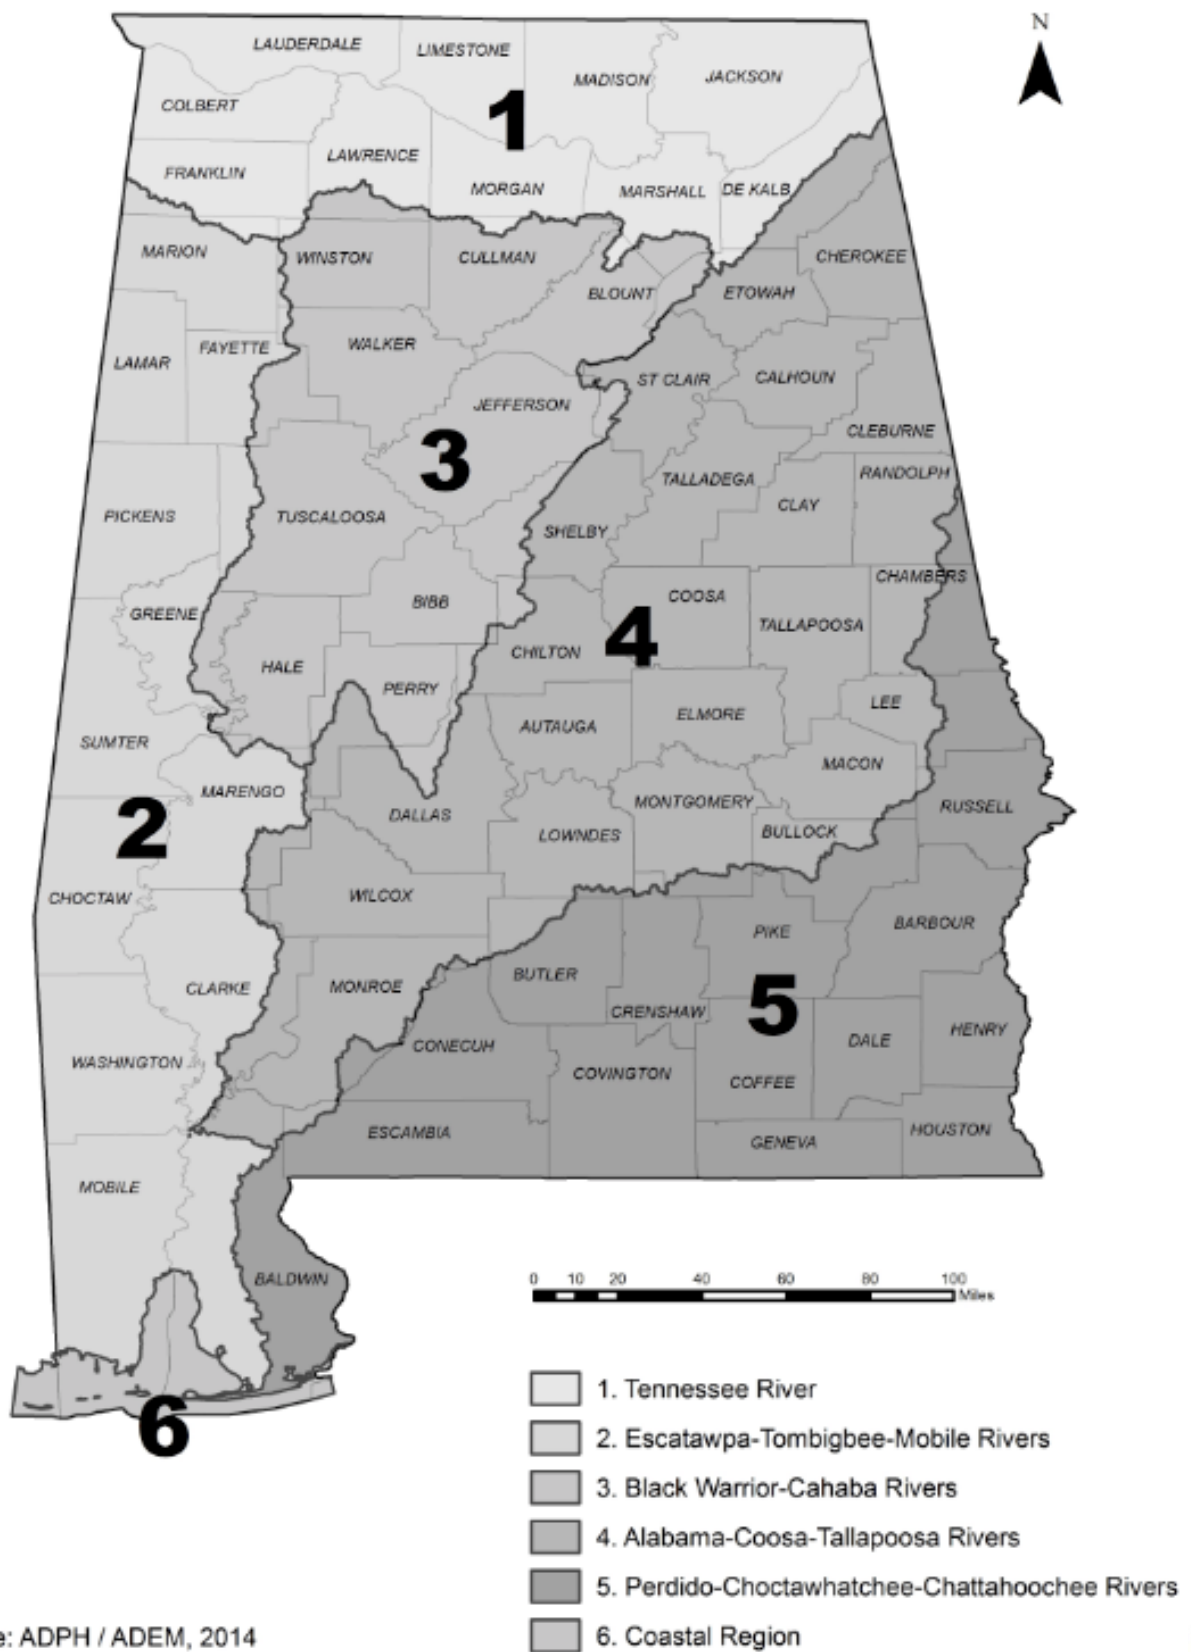 N
LAUDERDALE
LIMESTONE
MADISON
JACKSON
COLBERT
1
LAWRENCE
FRANKLIN
MORGAN
MARSHALL
DE KALB
MARION
WINSTON
CULLMAN
CHEROKEE
BLOUNT
ETOWAH
WALKER
FAYETTE
LAMAR
ST CLAIR
CALHOUN
JEFFERSON
CLEBURNE
3
RANDOLPH
TALLADEGA
CLAY
PICKENS
TUSCALOOSA
SHELBY
CHAMBERS
COOSA
BIBB
GREENE
TALLAPOOSA
4
CHILTON
HALE
PERRY
LEE
ELMORE
AUTAUGA
SUMTER
MACON
MARENGO
MONTGOMERY
RUSSELL
2
DALLAS
LOWNDES
BULLOCK
CHOCTAW
WILCOX
BARBOUR
PIKE
BUTLER
MONROE
CLARKE
5
CRENSHAW
HENRY
DALE
CONECUH
WASHINGTON
COVINGTON
COFFEE
ESCAMBIA
HOUSTON
GENEVA
MOBILE
BALDWIN
0 10 20 40 60 80 100
Miles
6
1. Tennessee River
2. Escatawpa-Tombigbee-Mobile Rivers
3. Black Warrior-Cahaba Rivers
4. Alabama-Coosa-Tallapoosa Rivers
5. Perdido-Choctawhatchee-Chattahoochee Rivers
6. Coastal Region
e: ADPH / ADEM, 2014